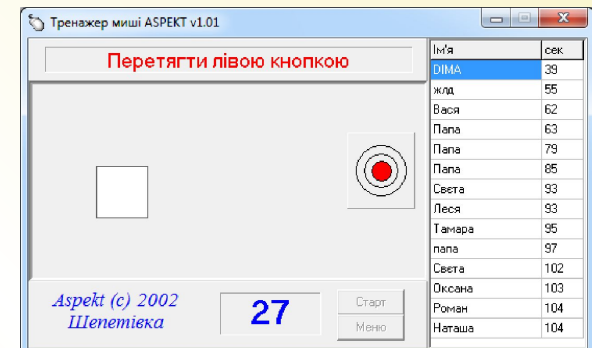 Тренажер миші ASPEKT v1.01
Перетягти лівою кнопкою
Aspekt (c) 2002
Шепетівка
27
Старт
Меню
Ім'я сек
DIMA 39
жлд 55
Вася 62
Папа 63
Папа 79
Папа 85
Свєта 93
Леся 93
Тамара 95
папа 97
Свєта 102
Оксана 103
Роман 104
Наташа 104